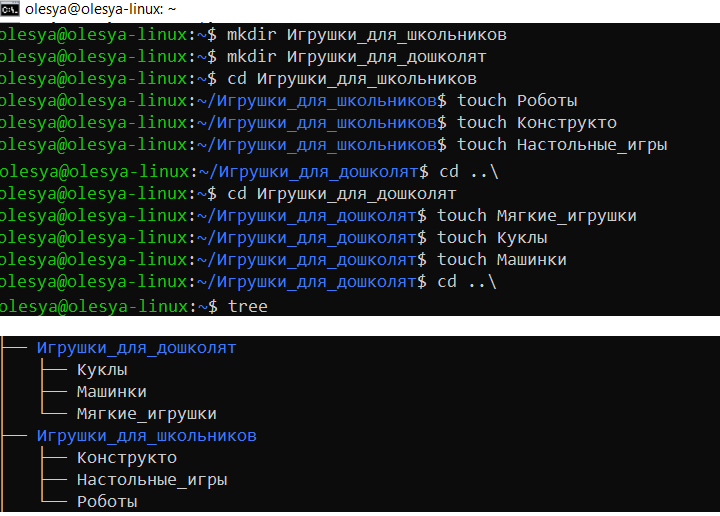 olesya@olesya-linux: ~
olesya@olesya-linux:~$ mkdir Игрушки_для_школьников
olesya@olesya-linux:~$ mkdir Игрушки_для_дошколят
olesya@olesya-linux:~$ cd Игрушки_для_школьников
olesya@olesya-linux:~/Игрушки_для_школьников$ touch Роботы
olesya@olesya-linux:~/Игрушки_для_школьников$ touch Конструкто
olesya@olesya-linux:~/Игрушки_для_школьников$ touch Настольные_игры
olesya@olesya-linux:~/Игрушки_для_дошколят$ cd ..\
olesya@olesya-linux:~$ cd Игрушки_для_дошколят
olesya@olesya-linux:~/Игрушки_для_дошколят$ touch Мягкие_игрушки
olesya@olesya-linux:~/Игрушки_для_дошколят$ touch Куклы
olesya@olesya-linux:~/Игрушки_для_дошколят$ touch Машинки
olesya@olesya-linux:~/Игрушки_для_дошколят$ cd ..\
olesya@olesya-linux:~$ tree
├── Игрушки_для_дошколят
│   ├── Куклы
│   ├── Машинки
│   └── Мягкие_игрушки
├── Игрушки_для_школьников
│   ├── Конструкто
│   ├── Настольные_игры
│   └── Роботы